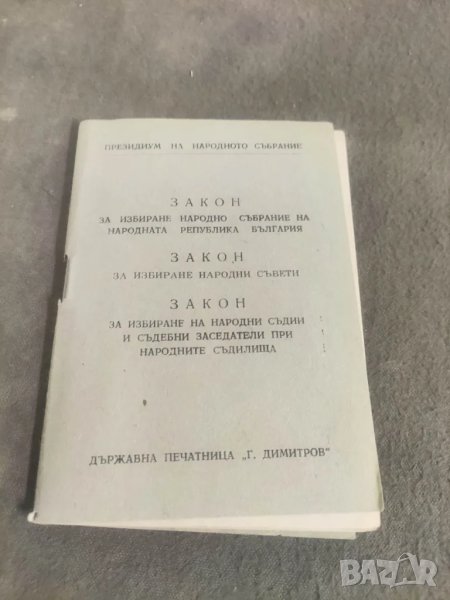 ПРЕЗИДИУМ НА НАРОДНОТО СЪБРАНИЕ
ЗАКОН
ЗА ИЗБИРАНЕ НАРОДНО СЪБРАНИЕ НА
НАРОДНАТА РЕПУБЛИКА БЪЛГАРИЯ
ЗАКОН
ЗА ИЗБИРАНЕ НАРОДНИ СЪВЕТИ
ЗАКОН
ЗА ИЗБИРАНЕ НА НАРОДНИ СЪДИИ
И СЪДЕБНИ ЗАСЕДАТЕЛИ ПРИ
НАРОДНИТЕ СЪДИЛИЩА
ДЪРЖАВНА ПЕЧАТНИЦА „Г. ДИМИТРОВ"
BAZAR